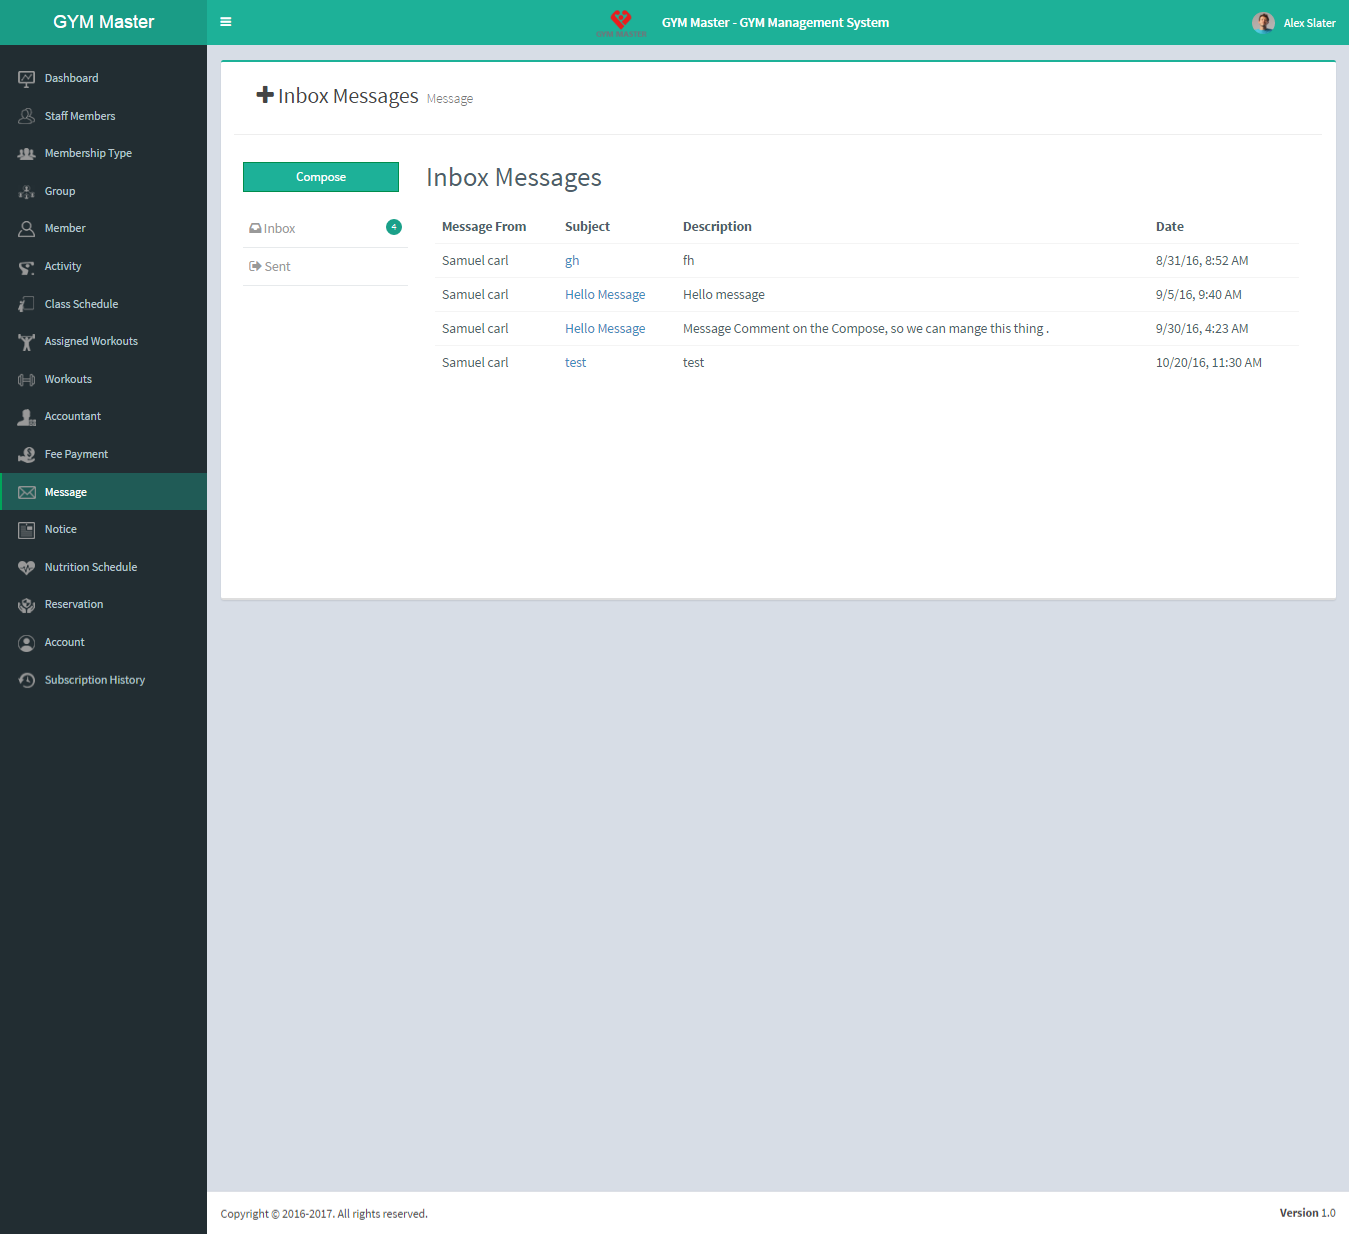 GYM Master
GYM Master - GYM Management System
Alex Slater
Dashboard
Staff Members
Membership Type
Group
Member
Activity
Class Schedule
Assigned Workouts
Workouts
Accountant
Fee Payment
Message
Notice
Nutrition Schedule
Reservation
Account
Subscription History
Inbox Messages Message
Compose
Inbox 4
Sent
Inbox Messages
Message From Subject Description Date
Samuel carl gh fh 8/31/16, 8:52 AM
Samuel carl Hello Message Hello message 9/5/16, 9:40 AM
Samuel carl Hello Message Message Comment on the Compose, so we can mange this thing . 9/30/16, 4:23 AM
Samuel carl test test 10/20/16, 11:30 AM
Copyright © 2016-2017. All rights reserved.
Version 1.0